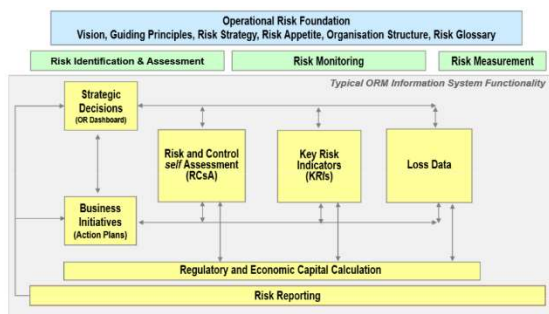 Operational Risk Foundation
Vision, Guiding Principles, Risk Strategy, Risk Appetite, Organisation Structure, Risk Glossary
Risk Identification & Assessment
Risk Monitoring
Risk Measurement
Typical ORM Information System Functionality
Strategic
Decisions
(OR Dashboard)
Risk and Control
self Assessment
(RCsA)
Key Risk
Indicators
(KRIs)
Loss Data
Business
Initiatives
(Action Plans)
Regulatory and Economic Capital Calculation
Risk Reporting